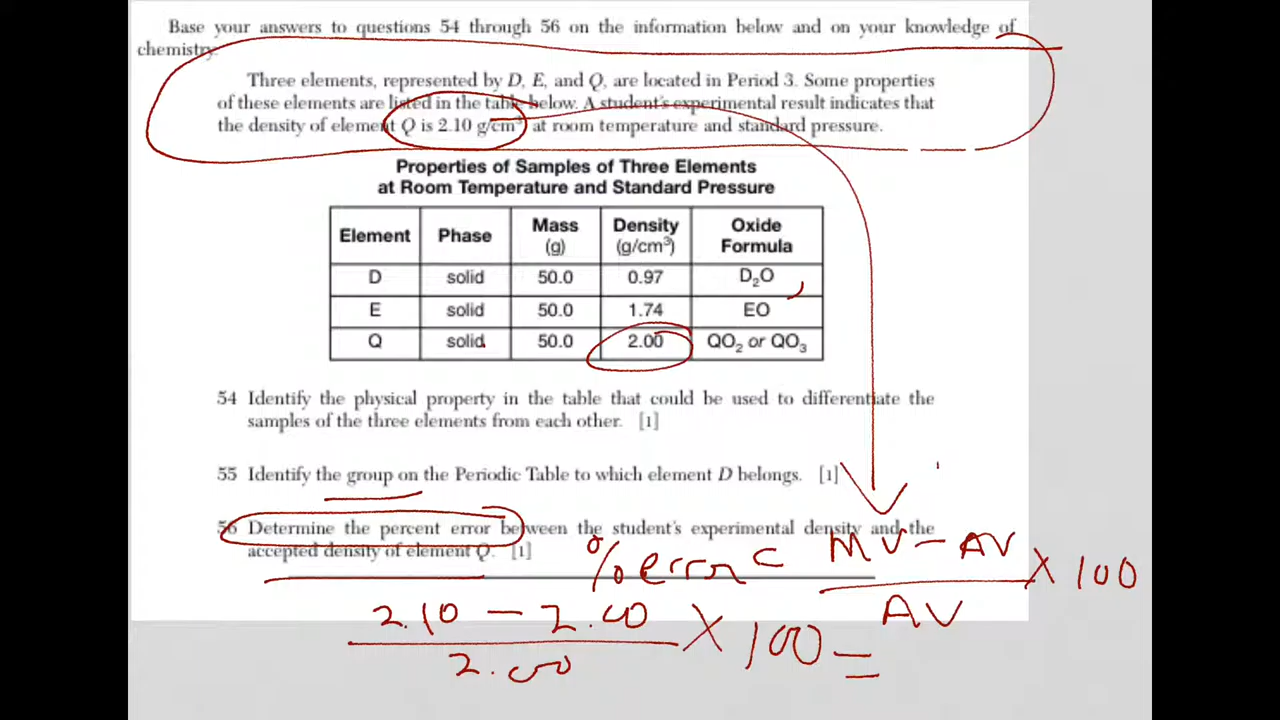 Base your answers to questions 54 through 56 on the information below and on your knowledge of
chemistry.
Three elements, represented by D, E, and Q, are located in Period 3. Some properties
of these elements are listed in the table below. A student's experimental result indicates that
the density of element Q is 2.10 g/cm³ at room temperature and standard pressure.
Properties of Samples of Three Elements
at Room Temperature and Standard Pressure
Element Phase Mass (g) Density (g/cm³) Oxide Formula
D solid 50.0 0.97 D₂O
E solid 50.0 1.74 EO
Q solid 50.0 2.00 QO₂ or QO₃
54 Identify the physical property in the table that could be used to differentiate the
samples of the three elements from each other. [1]
55 Identify the group on the Periodic Table to which element D belongs. [1]
56 Determine the percent error between the student's experimental density and the
accepted density of element Q. [1]
% error = MV - AV / AV X 100
2.10 - 2.00 / 2.00 X 100 =